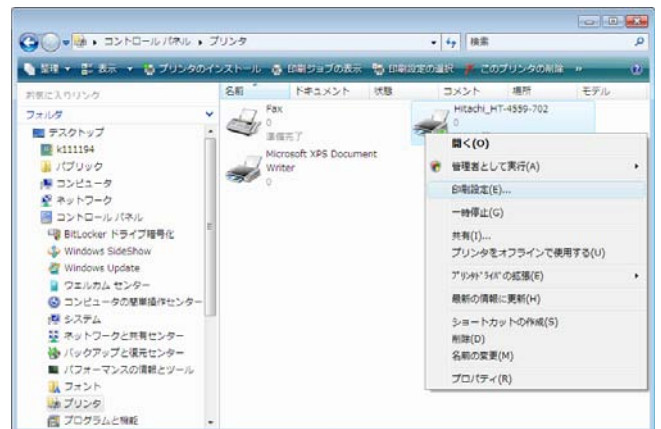 コントロール パネル ▸ プリンタ
検索
整理 表示 プリンタのインストール 印刷ジョブの表示 印刷設定の選択 このプリンタの削除 »
お気に入りリンク
名前 ドキュメント 状態 コメント 場所 モデル
フォルダ
デスクトップ
k111194
パブリック
コンピュータ
ネットワーク
コントロール パネル
BitLocker ドライブ暗号化
Windows SideShow
Windows Update
ウェルカム センター
コンピュータの簡単操作センター
システム
ネットワークと共有センター
バックアップと復元センター
パフォーマンスの情報とツール
フォント
プリンタ
プログラムと機能
Fax
0
準備完了
Microsoft XPS Document
Writer
0
Hitachi_HT-4559-702
0
開く(O)
管理者として実行(A)
印刷設定(E)...
一時停止(G)
共有(I)...
プリンタをオフラインで使用する(U)
プリンタドライバの拡張(E)
最新の情報に更新(H)
ショートカットの作成(S)
削除(D)
名前の変更(M)
プロパティ(R)